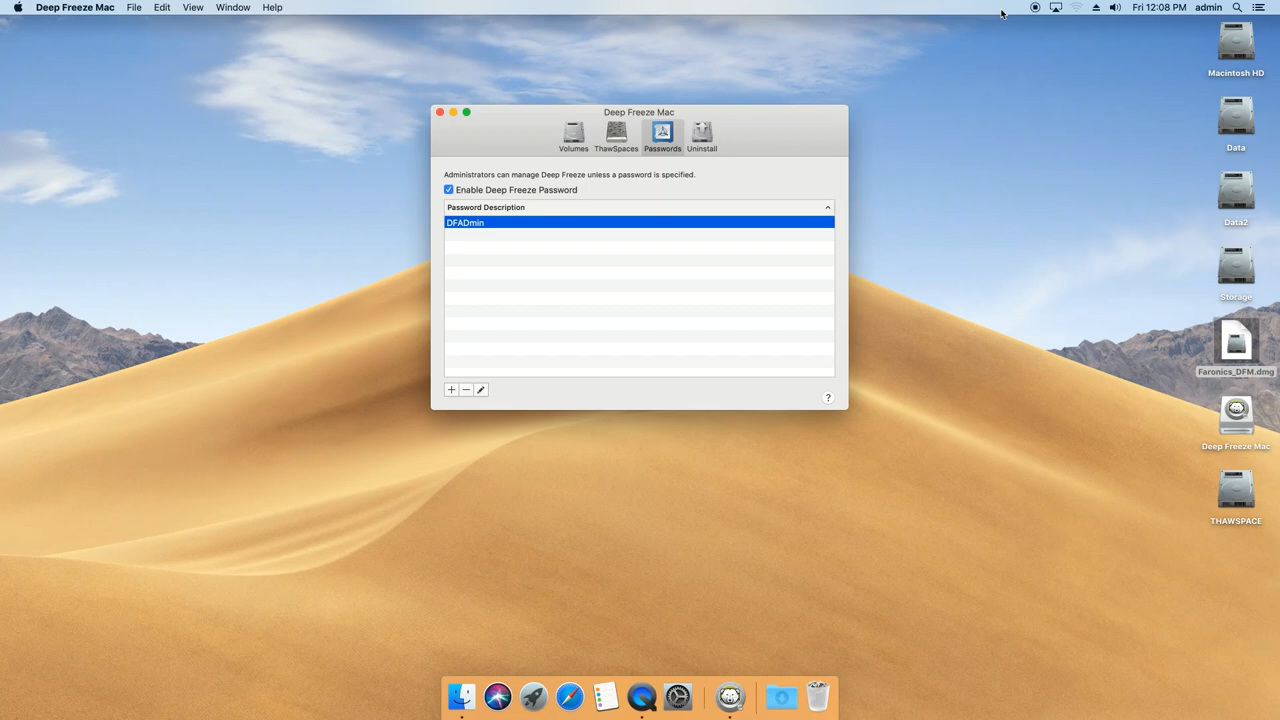 Deep Freeze Mac File Edit View Window Help
Fri 12:08 PM admin
Macintosh HD
Data
Data2
Storage
Faronics_DFM.dmg
Deep Freeze Mac
THAWSPACE
Deep Freeze Mac
Volumes ThawSpaces Passwords Uninstall
Administrators can manage Deep Freeze unless a password is specified.
Enable Deep Freeze Password
Password Description
DFADmin
+ − ?